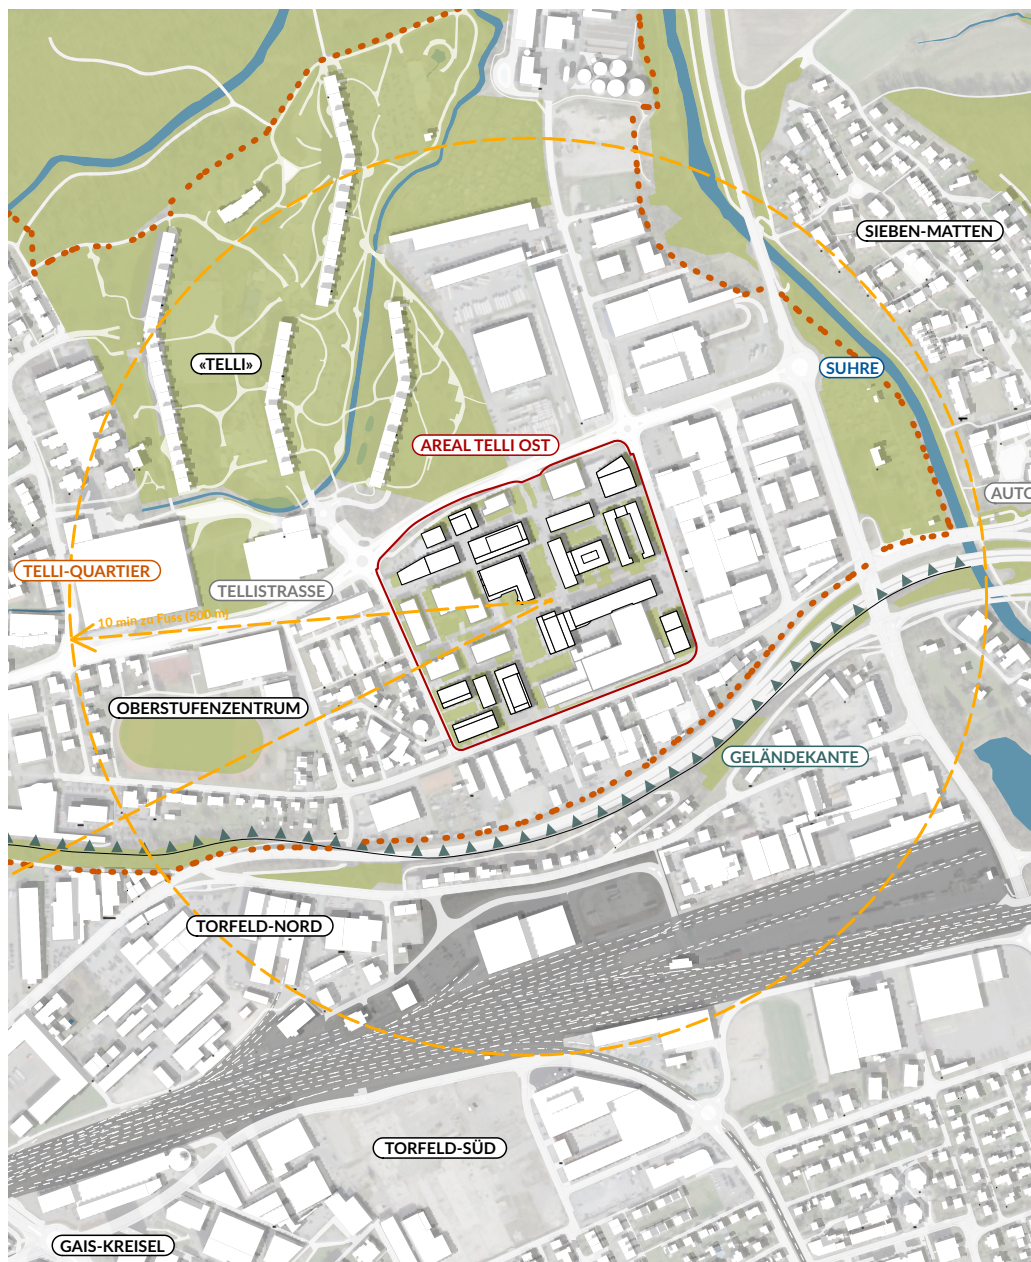 SIEBEN-MATTEN
«TELLI»
SUHRE
AREAL TELLI OST
AUTO
TELLI-QUARTIER
TELLISTRASSE
10 min zu Fuss (500 m)
OBERSTUFENZENTRUM
GELÄNDEKANTE
TORFELD-NORD
TORFELD-SÜD
GAIS-KREISEL